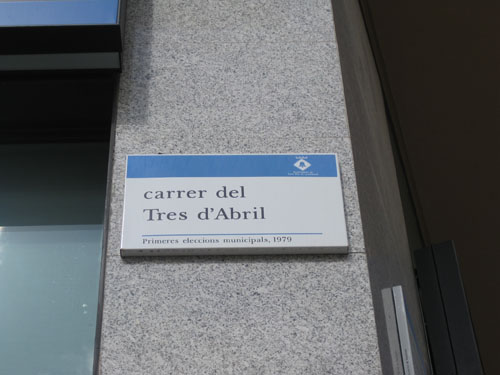 carrer del
Tres d'Abril
Primeres eleccions municipals, 1979